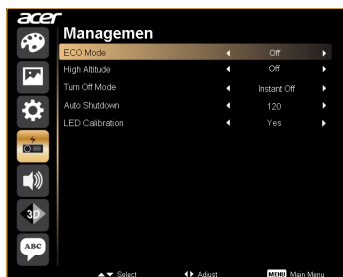 acer
Managemen
ECO Mode Off
High Altitude Off
Turn Off Mode Instant Off
Auto Shutdown 120
LED Calibration Yes
3D
ABC
Select Adjust MENU Main Menu